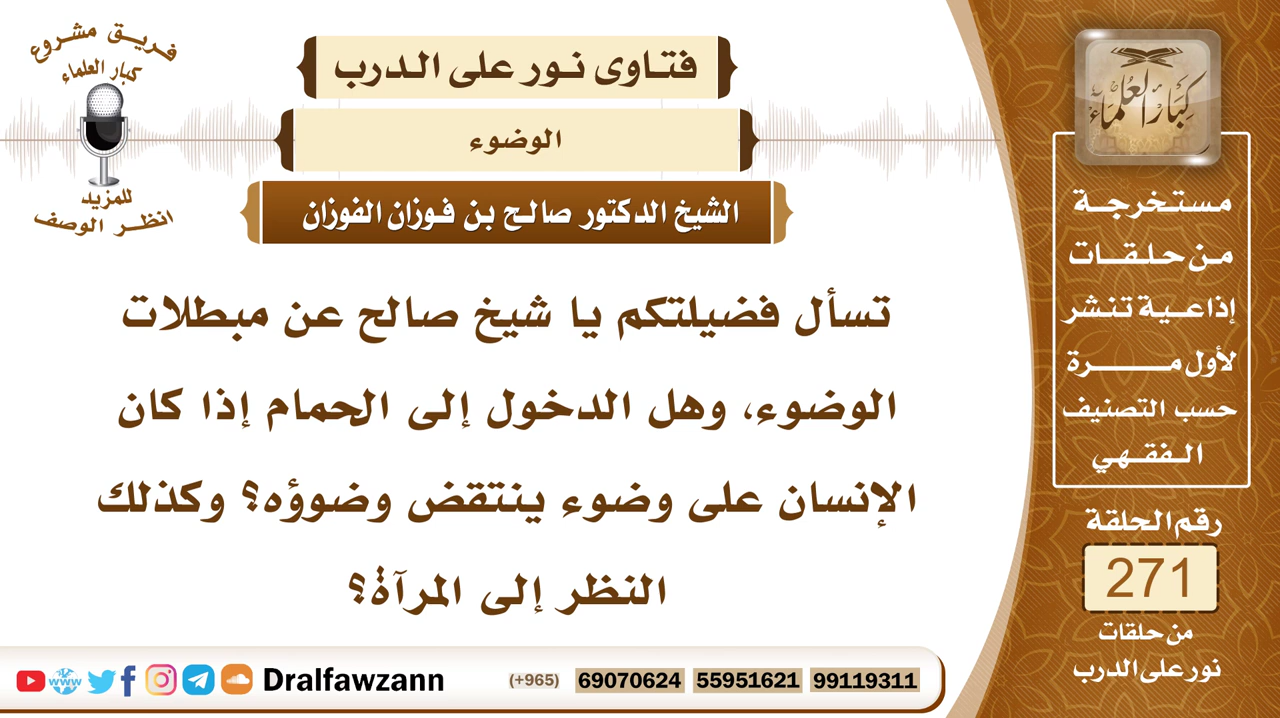 فريق مشروع
كبار العلماء
للمزيد
انظر الوصف
فتاوى نور على الدرب
الوضوء
الشيخ الدكتور صالح بن فوزان الفوزان
تسأل فضيلتكم يا شيخ صالح عن مبطلات
الوضوء، وهل الدخول إلى الحمام إذا كان
الإنسان على وضوء ينتقض وضوؤه؟ وكذلك
النظر إلى المرآة؟
كبار العلماء
مستخرجة
من حلقات
إذاعية تنشر
لأول مرة
حسب التصنيف
الفقهي
رقم الحلقة
271
من حلقات
نور على الدرب
www
Dralfawzann (+965) 69070624 55951621 99119311